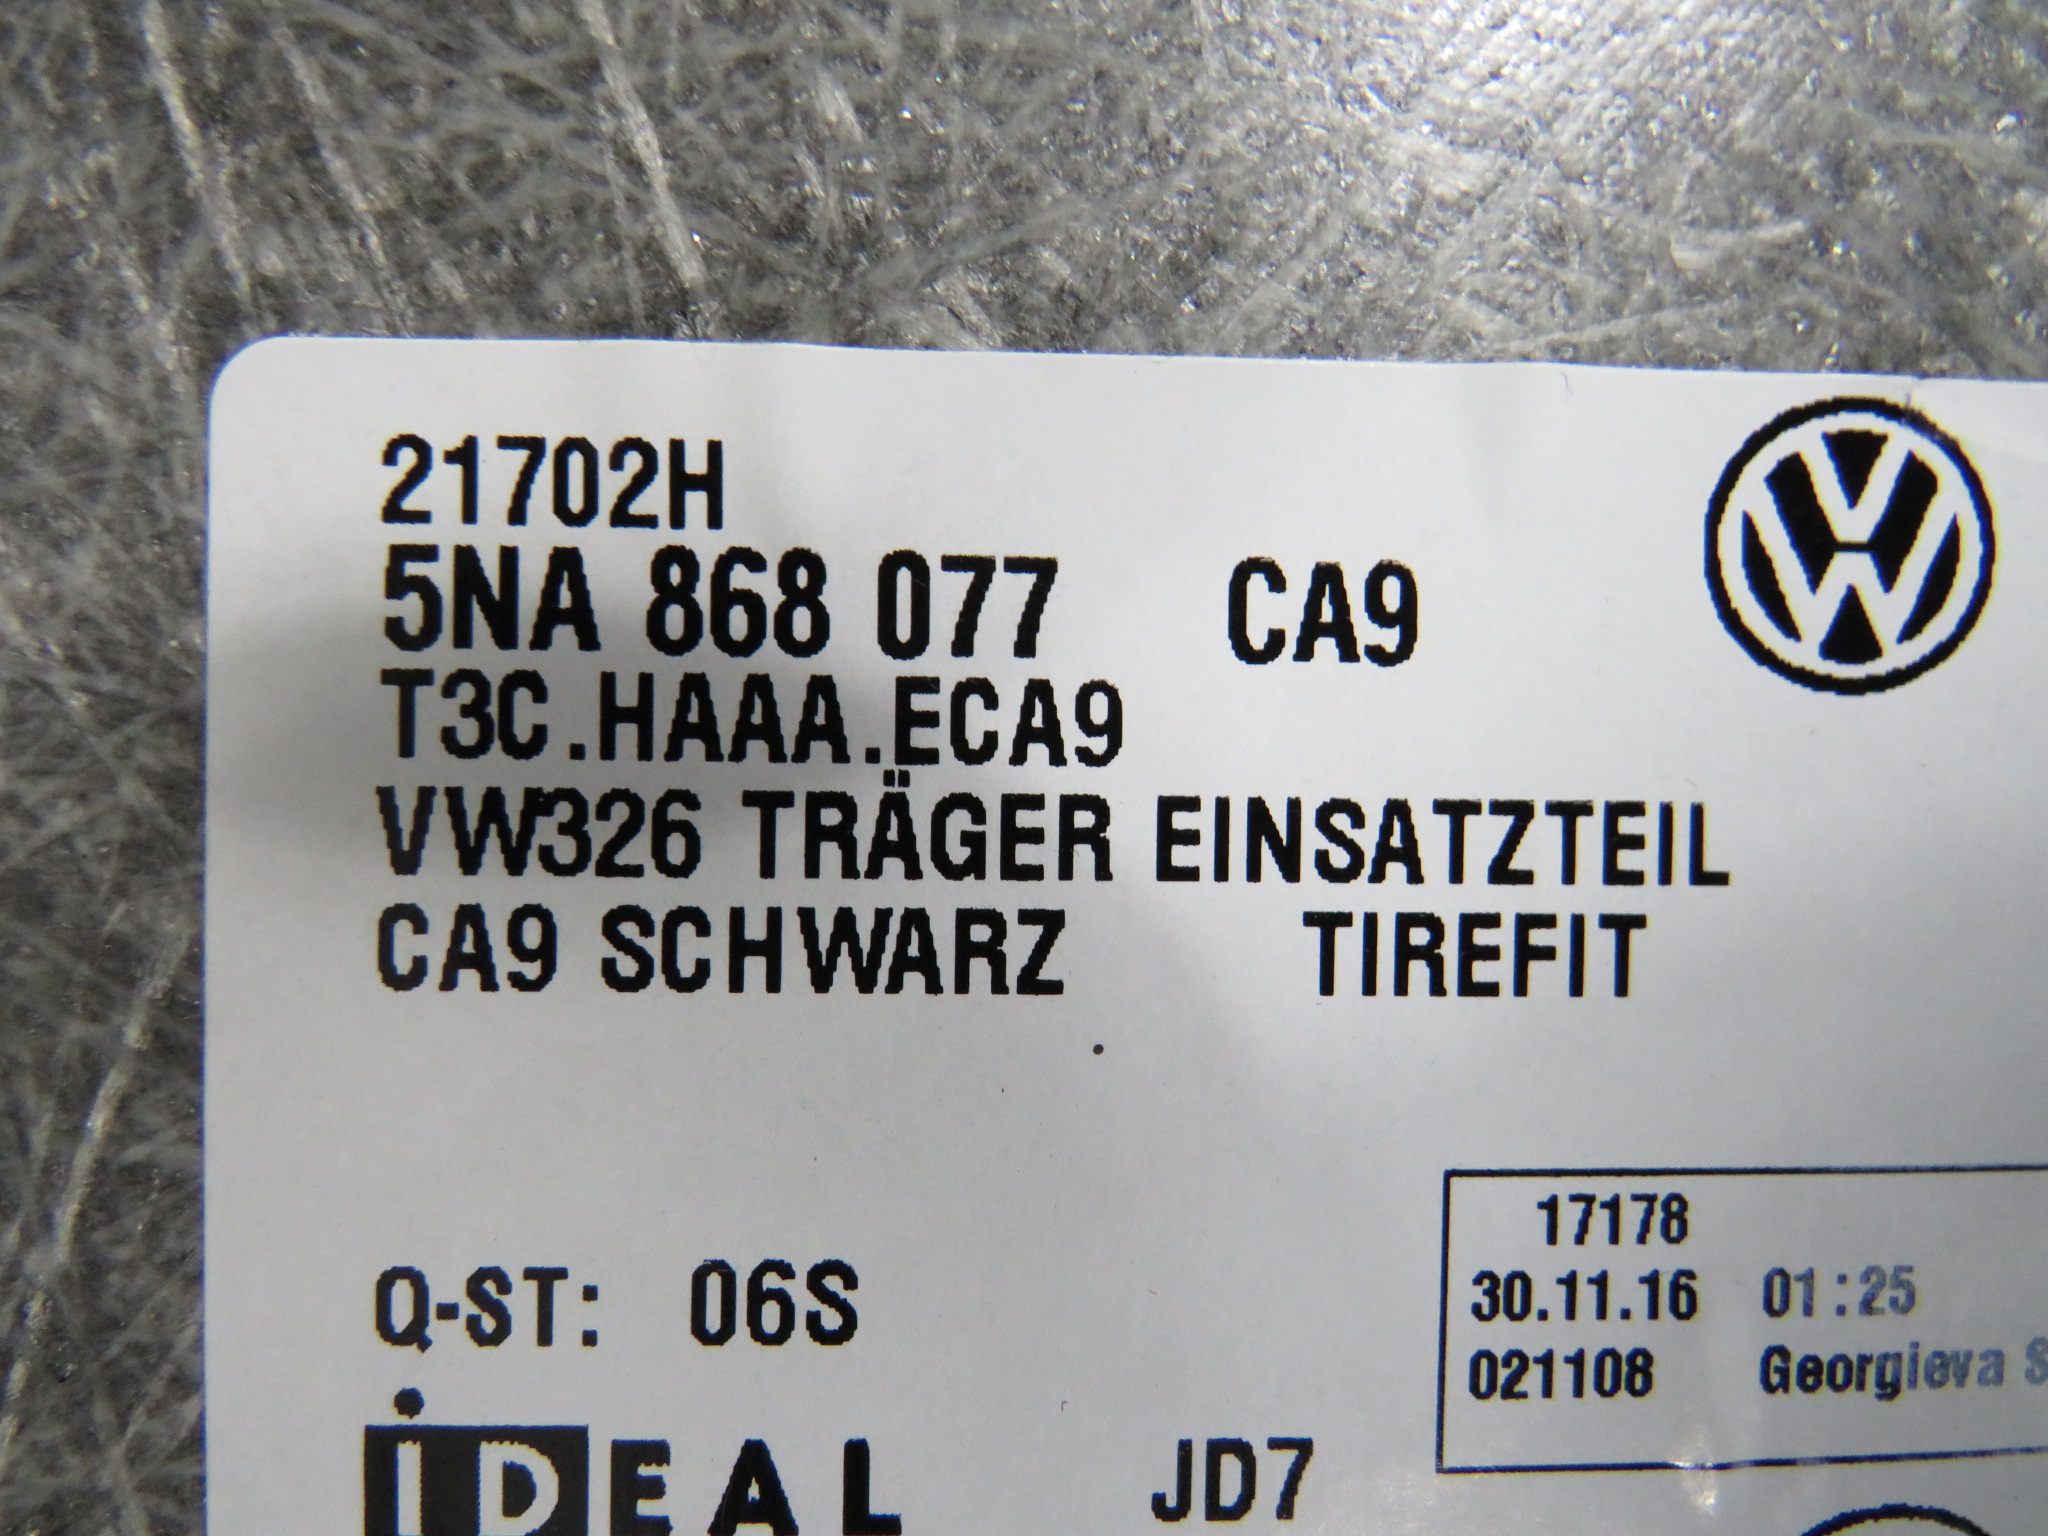 21702H
5NA 868 077 CA9
T3C.HAAA.ECA9
VW326 TRÄGER EINSATZTEIL
CA9 SCHWARZ TIREFIT
17178
30.11.16 01:25
021108 Georgieva S
Q-ST: 06S
iDEAL JD7